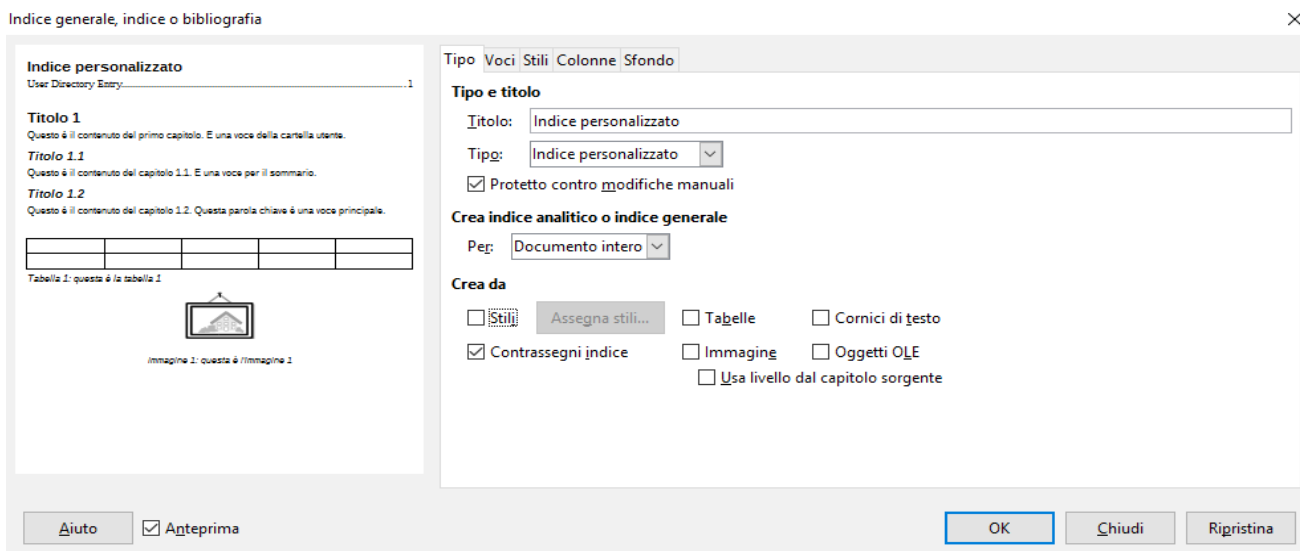 Indice generale, indice o bibliografia
Indice personalizzato
User Directory Entry 1
Titolo 1
Questo è il contenuto del primo capitolo. E una voce della cartella utente.
Titolo 1.1
Questo è il contenuto del capitolo 1.1. E una voce per il sommario.
Titolo 1.2
Questo è il contenuto del capitolo 1.2. Questa parola chiave è una voce principale.
Tabella 1: questa è la tabella 1
Immagine 1: questa è l'immagine 1
Tipo Voci Stili Colonne Sfondo
Tipo e titolo
Titolo: Indice personalizzato
Tipo: Indice personalizzato
Protetto contro modifiche manuali
Crea indice analitico o indice generale
Per: Documento intero
Crea da
Stili Assegna stili... Tabelle Cornici di testo
Contrassegni indice Immagine Oggetti OLE
Usa livello dal capitolo sorgente
Aiuto Anteprima OK Chiudi Ripristina